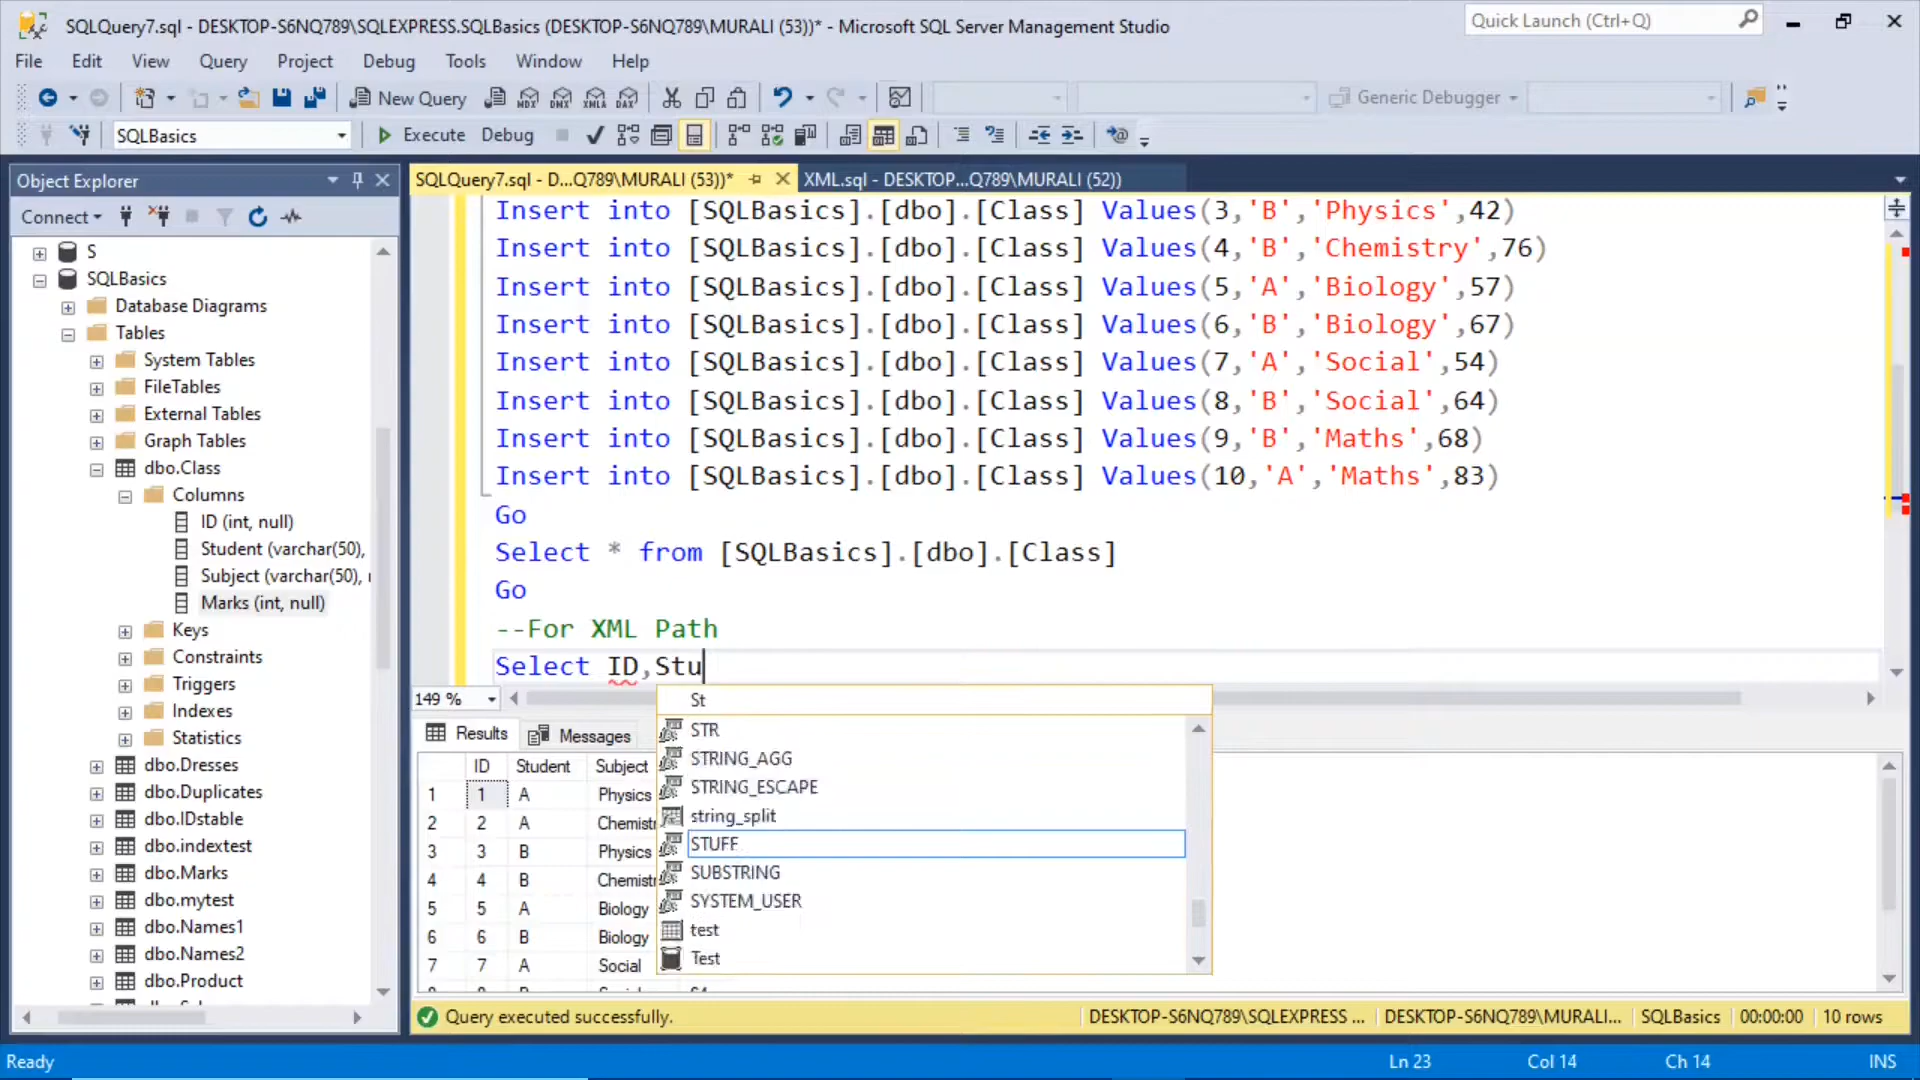 SQLQuery7.sql - DESKTOP-S6NQ789\SQLEXPRESS.SQLBasics (DESKTOP-S6NQ789\MURALI (53))* - Microsoft SQL Server Management Studio
Quick Launch (Ctrl+Q)
File Edit View Query Project Debug Tools Window Help
New Query
MDX DMX XMLA DAX
Generic Debugger
SQLBasics
Execute Debug
Object Explorer
SQLQuery7.sql - D...Q789\MURALI (53))*
XML.sql - DESKTOP...Q789\MURALI (52))
Connect
S
SQLBasics
Database Diagrams
Tables
System Tables
FileTables
External Tables
Graph Tables
dbo.Class
Columns
ID (int, null)
Student (varchar(50),
Subject (varchar(50),
Marks (int, null)
Keys
Constraints
Triggers
Indexes
Statistics
dbo.Dresses
dbo.Duplicates
dbo.IDstable
dbo.indextest
dbo.Marks
dbo.mytest
dbo.Names1
dbo.Names2
dbo.Product
Insert into [SQLBasics].[dbo].[Class] Values(3,'B','Physics',42)
Insert into [SQLBasics].[dbo].[Class] Values(4,'B','Chemistry',76)
Insert into [SQLBasics].[dbo].[Class] Values(5,'A','Biology',57)
Insert into [SQLBasics].[dbo].[Class] Values(6,'B','Biology',67)
Insert into [SQLBasics].[dbo].[Class] Values(7,'A','Social',54)
Insert into [SQLBasics].[dbo].[Class] Values(8,'B','Social',64)
Insert into [SQLBasics].[dbo].[Class] Values(9,'B','Maths',68)
Insert into [SQLBasics].[dbo].[Class] Values(10,'A','Maths',83)
Go
Select * from [SQLBasics].[dbo].[Class]
Go
--For XML Path
Select ID,Stu
149 %
St
STR
STRING_AGG
STRING_ESCAPE
string_split
STUFF
SUBSTRING
SYSTEM_USER
test
Test
Results Messages
ID Student Subject
1 1 A Physics
2 2 A Chemist
3 3 B Physics
4 4 B Chemist
5 5 A Biology
6 6 B Biology
7 7 A Social
Query executed successfully.
DESKTOP-S6NQ789\SQLEXPRESS ... DESKTOP-S6NQ789\MURALI... SQLBasics 00:00:00 10 rows
Ready
Ln 23 Col 14 Ch 14 INS